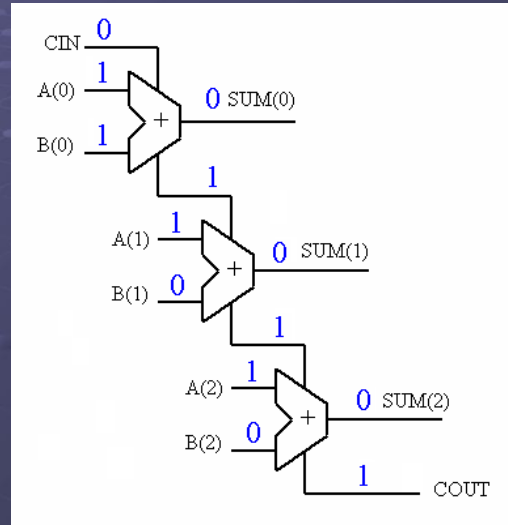 CIN 0
A(0) 1
0 SUM(0)
B(0) 1
+
1
A(1) 1
0 SUM(1)
B(1) 0
+
1
A(2) 1
0 SUM(2)
B(2) 0
+
1 COUT